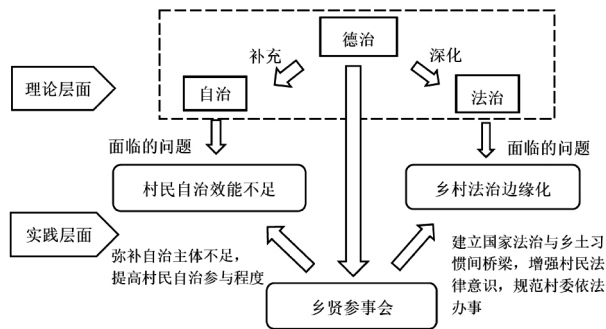 德治
补充
深化
理论层面
自治
法治
面临的问题
面临的问题
村民自治效能不足
乡村法治边缘化
实践层面
弥补自治主体不足，
提高村民自治参与程度
建立国家法治与乡土习
惯间桥梁，增强村民法
律意识，规范村委依法
办事
乡贤参事会